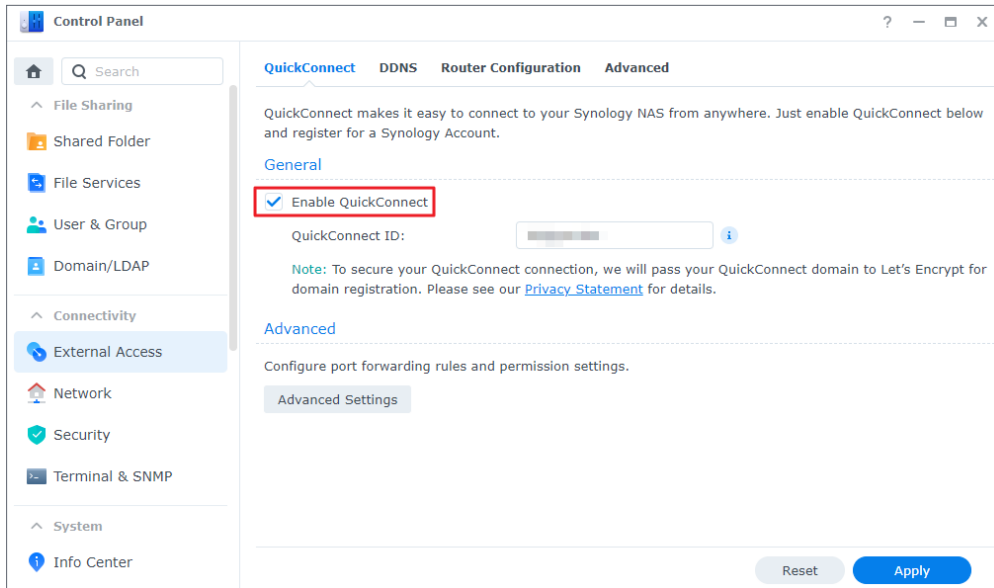 Control Panel
Search
File Sharing
Shared Folder
File Services
User & Group
Domain/LDAP
Connectivity
External Access
Network
Security
Terminal & SNMP
System
Info Center
QuickConnect DDNS Router Configuration Advanced
QuickConnect makes it easy to connect to your Synology NAS from anywhere. Just enable QuickConnect below
and register for a Synology Account.
General
Enable QuickConnect
QuickConnect ID:
Note: To secure your QuickConnect connection, we will pass your QuickConnect domain to Let's Encrypt for
domain registration. Please see our Privacy Statement for details.
Advanced
Configure port forwarding rules and permission settings.
Advanced Settings
Reset Apply